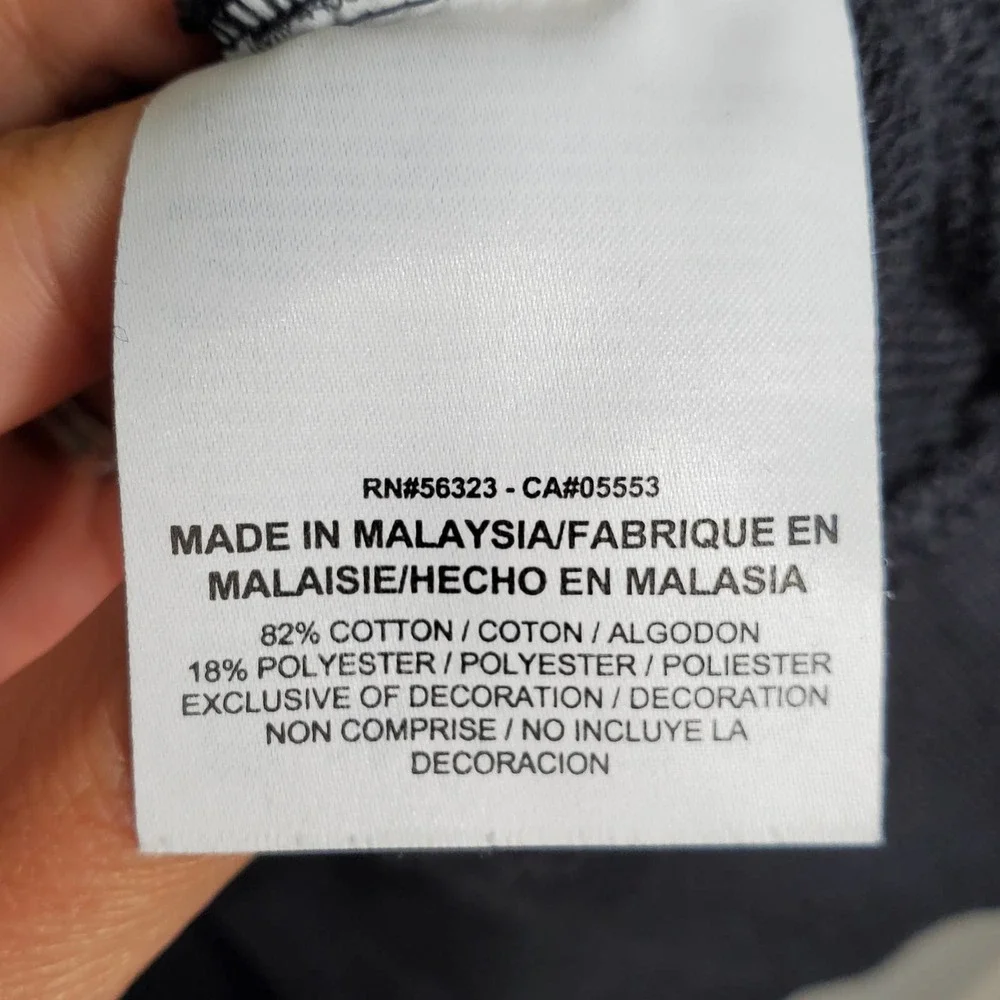 RN#56323 - CA#05553
MADE IN MALAYSIA/FABRIQUE EN
MALAISIE/HECHO EN MALASIA
82% COTTON / COTON / ALGODON
18% POLYESTER / POLYESTER / POLIESTER
EXCLUSIVE OF DECORATION / DECORATION
NON COMPRISE / NO INCLUYE LA
DECORACION